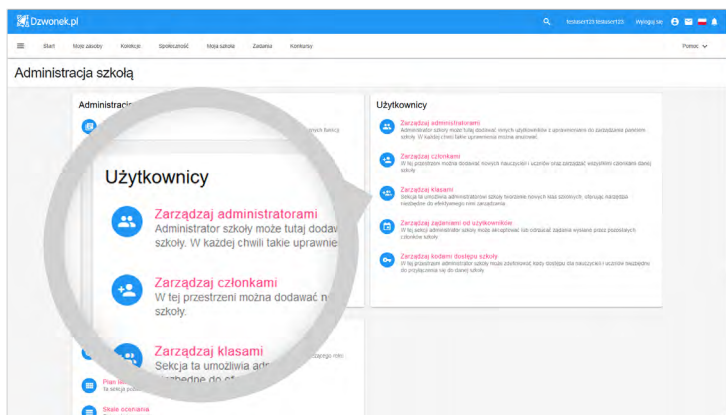 Dzwonek.pl
testuser123 testuser123
Wyloguj się
Start
Moje zasoby
Kolekcje
Społeczność
Moja szkoła
Zadania
Konkursy
Pomoc
Administracja szkołą
Administracja
Użytkownicy
Zarządzaj administratorami
Administrator szkoły może tutaj dodawać innych użytkowników z uprawnieniami do zarządzania panelem
szkoły. W każdej chwili takie uprawnienia można anulować.
Zarządzaj członkami
W tej przestrzeni można dodawać nowych nauczycieli i uczniów oraz zarządzać wszystkimi członkami danej
szkoły.
Zarządzaj klasami
Sekcja ta umożliwia administratorowi szkoły tworzenie nowych klas szkolnych, oferując narzędzia
niezbędne do efektywnego nimi zarządzania.
Zarządzaj żądaniami od użytkowników
W tej sekcji administrator szkoły może akceptować lub odrzucać żądania wysłane przez pozostałych
członków szkoły.
Zarządzaj kodami dostępu szkoły
W tej przestrzeni administrator szkoły może zdefiniować kody dostępu dla nauczycieli i uczniów niezbędne
do przyłączenia się do danej szkoły.
Użytkownicy
Zarządzaj administratorami
Administrator szkoły może tutaj dodaw
szkoły. W każdej chwili takie uprawnie
Zarządzaj członkami
W tej przestrzeni można dodawać n
szkoły.
Zarządzaj klasami
Sekcja ta umożliwia adm
Plan
Ta sekcja
Skale oceniania